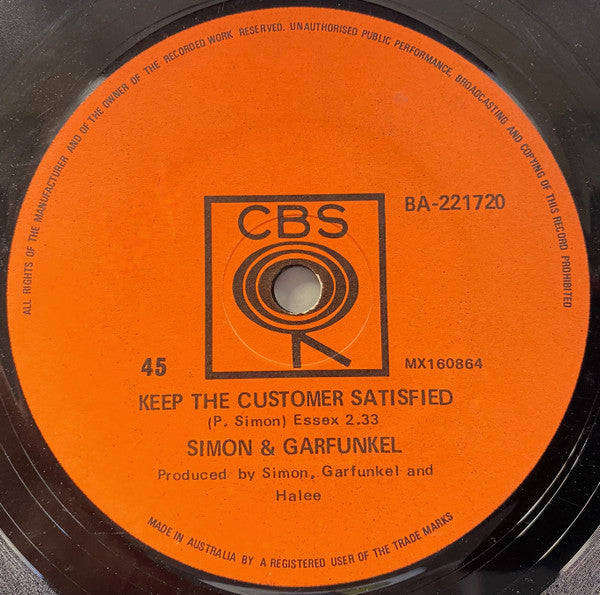 ALL RIGHTS OF THE MANUFACTURER AND OF THE OWNER OF THE RECORDED WORK RESERVED. UNAUTHORISED PUBLIC PERFORMANCE, BROADCASTING AND COPYING OF THIS RECORD PROHIBITED
CBS
BA-221720
45
MX160864
KEEP THE CUSTOMER SATISFIED
(P. Simon) Essex 2.33
SIMON & GARFUNKEL
Produced by Simon, Garfunkel and
Halee
MADE IN AUSTRALIA BY A REGISTERED USER OF THE TRADE MARKS